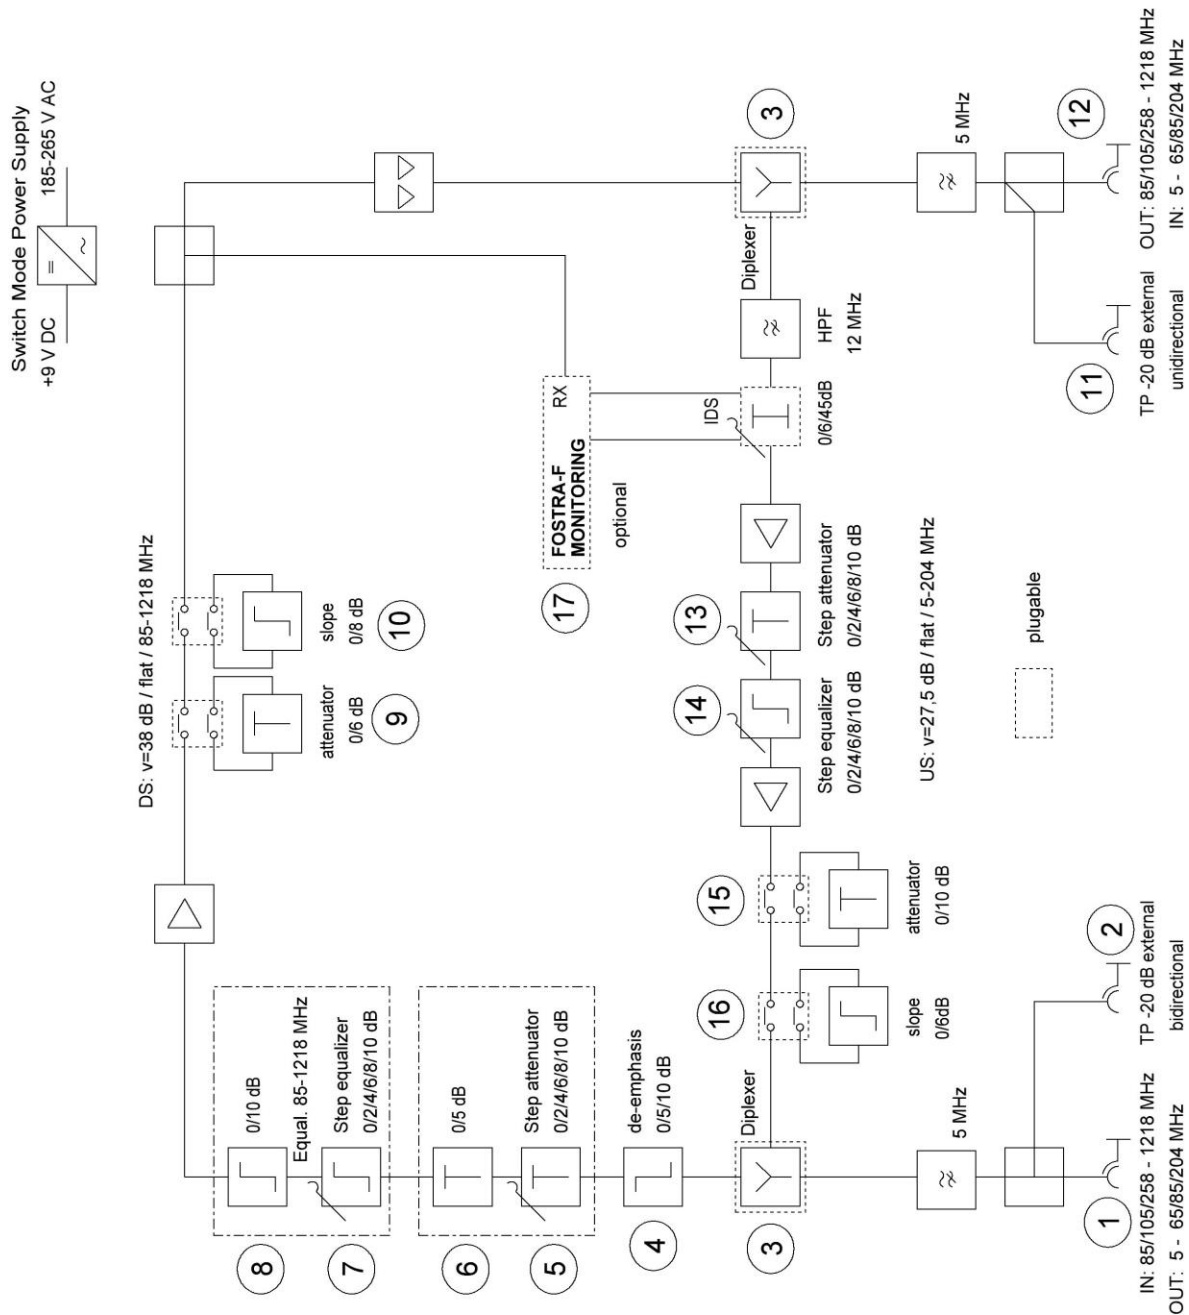 Switch Mode Power Supply
+9 V DC
185-265 V AC
DS: v=38 dB / flat / 85-1218 MHz
8
0/10 dB
Equal. 85-1218 MHz
7
Step equalizer
0/2/4/6/8/10 dB
6
0/5 dB
5
Step attenuator
0/2/4/6/8/10 dB
4
de-emphasis
0/5/10 dB
3
Diplexer
5 MHz
1
IN: 85/105/258 - 1218 MHz
OUT: 5 - 65/85/204 MHz
2
TP -20 dB external
bidirectional
attenuator
0/6 dB
9
slope
0/8 dB
10
FOSTRA-F
MONITORING
RX
optional
17
IDS
0/6/45dB
HPF
12 MHz
Diplexer
3
5 MHz
12
OUT: 85/105/258 - 1218 MHz
IN: 5 - 65/85/204 MHz
11
TP -20 dB external
unidirectional
13
Step attenuator
0/2/4/6/8/10 dB
14
Step equalizer
0/2/4/6/8/10 dB
15
attenuator
0/10 dB
16
slope
0/6dB
US: v=27,5 dB / flat / 5-204 MHz
plugable